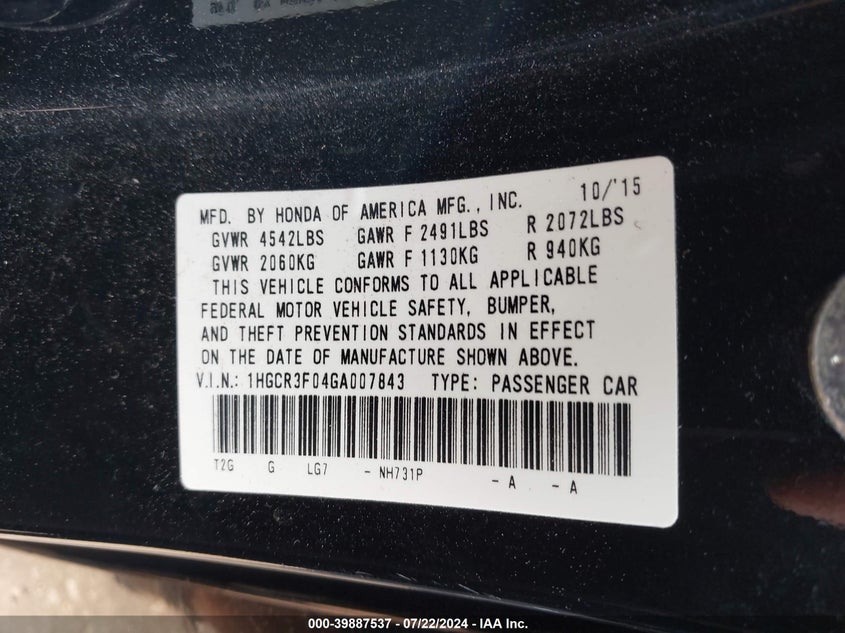 MFD. BY HONDA OF AMERICA MFG., INC. 10/'15
GVWR 4542LBS GAWR F 2491LBS R 2072LBS
GVWR 2060KG GAWR F 1130KG R 940KG
THIS VEHICLE CONFORMS TO ALL APPLICABLE
FEDERAL MOTOR VEHICLE SAFETY, BUMPER,
AND THEFT PREVENTION STANDARDS IN EFFECT
ON THE DATE OF MANUFACTURE SHOWN ABOVE.
V.I.N.: 1HGCR3F04GA007843 TYPE: PASSENGER CAR
T2G G LG7 - NH731P - A - A
000-39887537 - 07/22/2024 - IAA Inc.